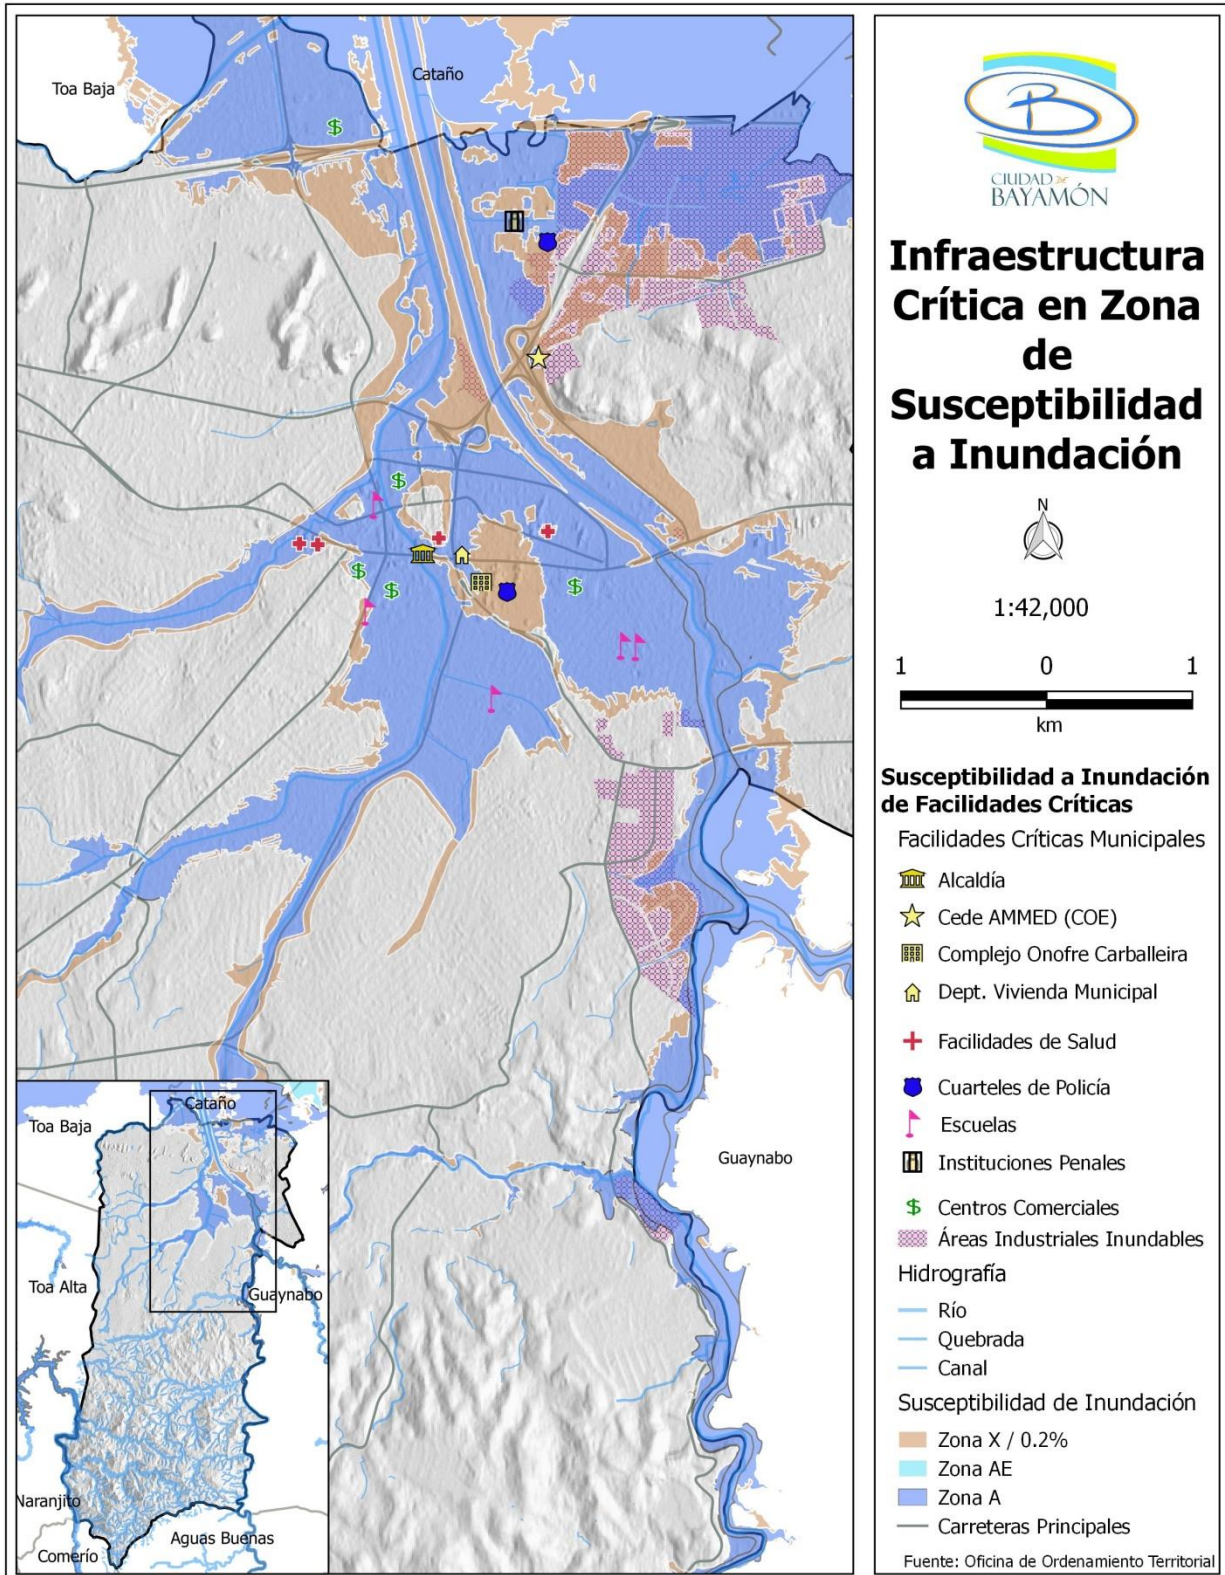 Toa Baja
Cataño
Guaynabo
Cataño
Toa Baja
Toa Alta
Guaynabo
Naranjito
Aguas Buenas
Comerío
CIUDAD DE
BAYAMÓN
Infraestructura
Crítica en Zona
de
Susceptibilidad
a Inundación
N
1:42,000
1 0 1
km
Susceptibilidad a Inundación
de Facilidades Críticas
Facilidades Críticas Municipales
Alcaldía
Cede AMMED (COE)
Complejo Onofre Carballeira
Dept. Vivienda Municipal
Facilidades de Salud
Cuarteles de Policía
Escuelas
Instituciones Penales
Centros Comerciales
Áreas Industriales Inundables
Hidrografía
Río
Quebrada
Canal
Susceptibilidad de Inundación
Zona X / 0.2%
Zona AE
Zona A
Carreteras Principales
Fuente: Oficina de Ordenamiento Territorial